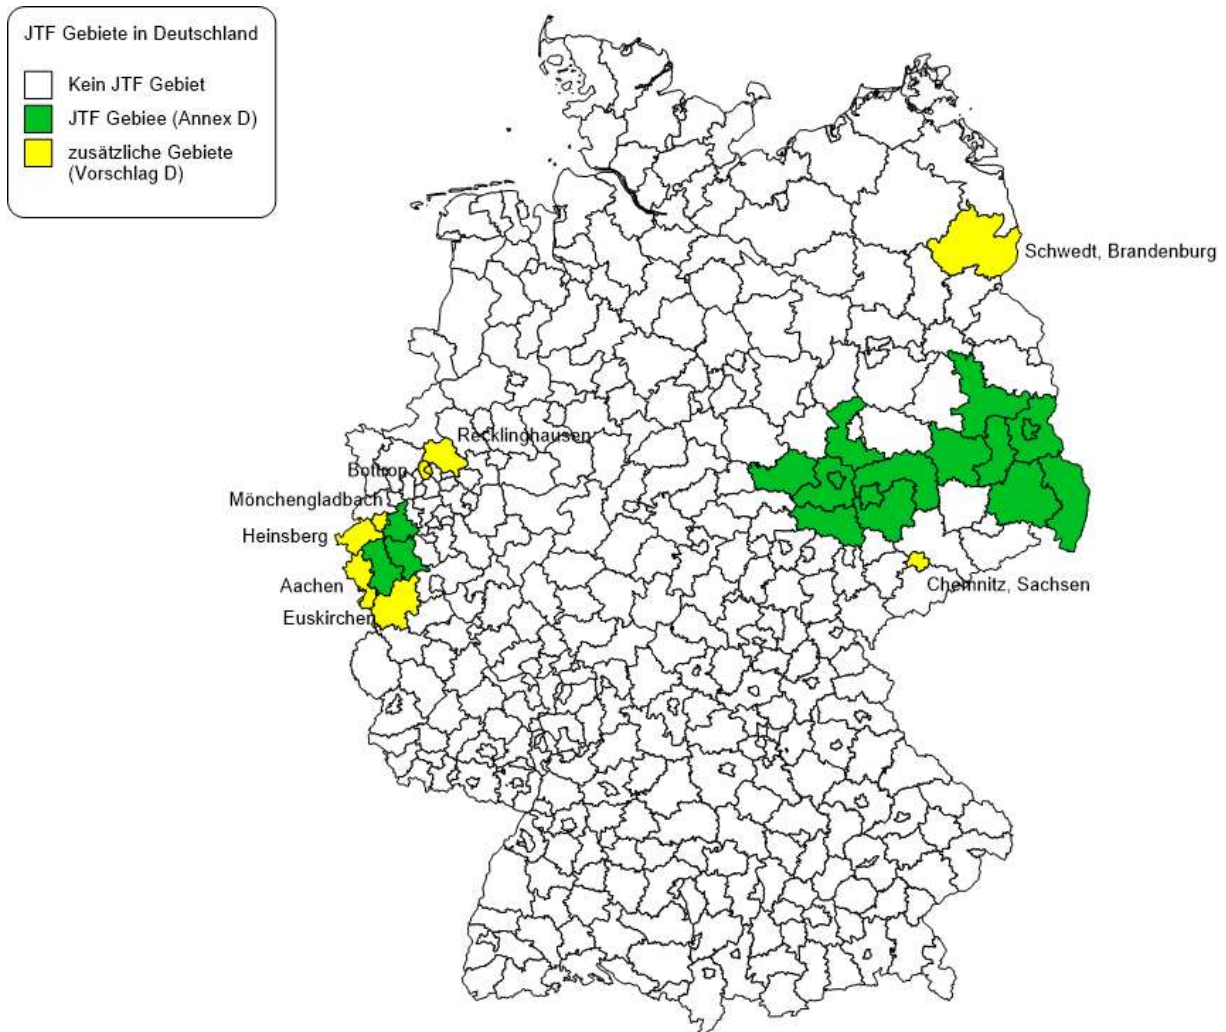 JTF Gebiete in Deutschland
Kein JTF Gebiet
JTF Gebiee (Annex D)
zusätzliche Gebiete
(Vorschlag D)
Schwedt, Brandenburg
Recklinghausen
Bottrop
Mönchengladbach
Heinsberg
Aachen
Chemnitz, Sachsen
Euskirchen